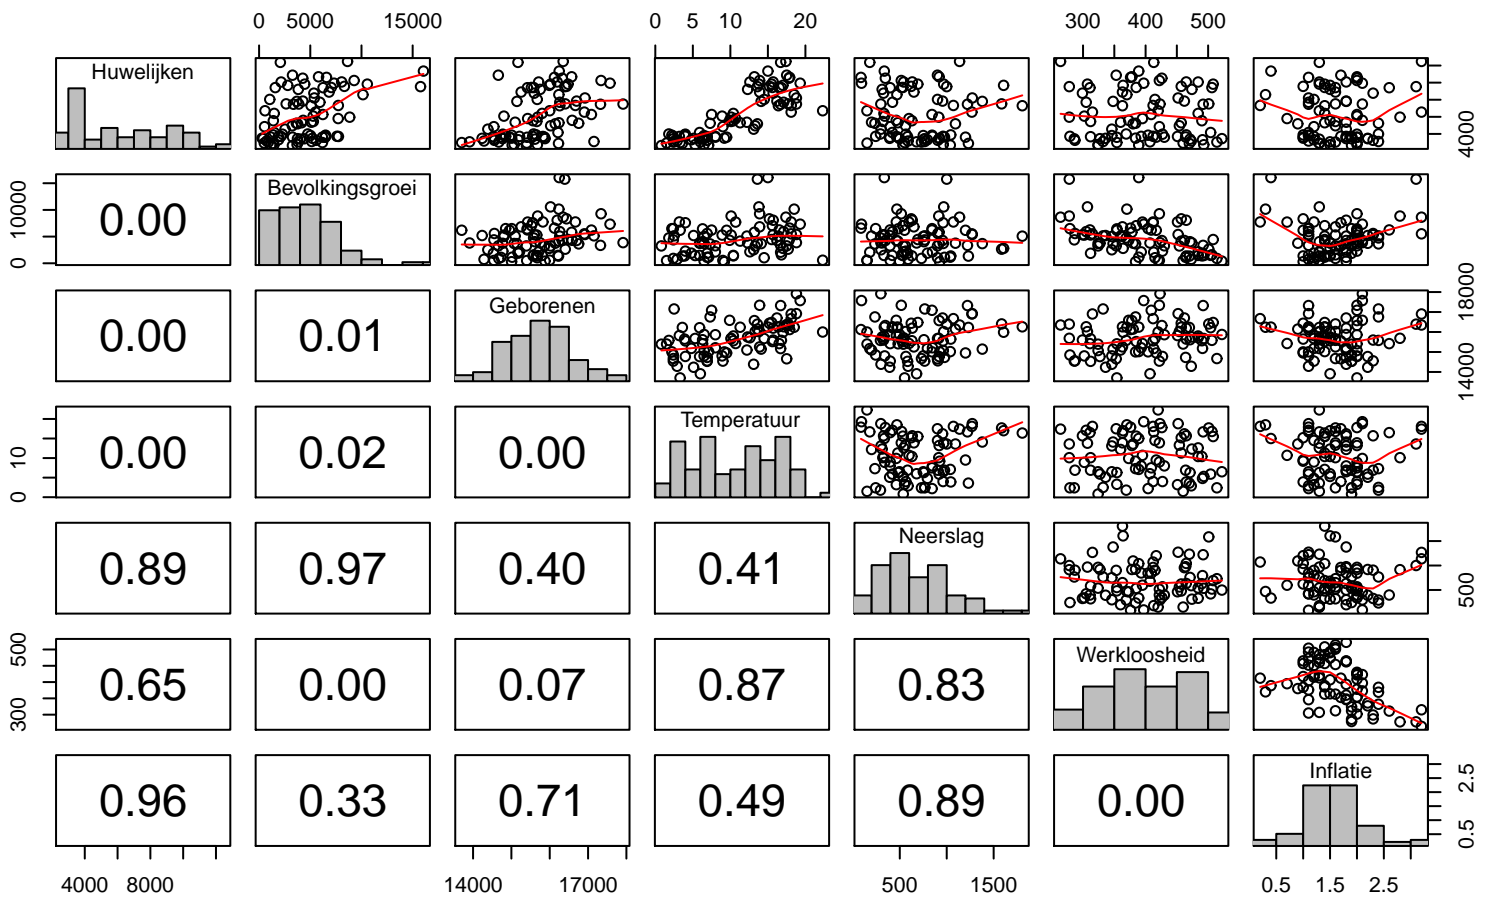 0 5000 15000 0 5 10 20 300 400 500
Huwelijken
4000
0.00 Bevolkingsgroei
0 10000
0.00 0.01 Geborenen
14000 18000
0.00 0.02 0.00 Temperatuur
0 10
0.89 0.97 0.40 0.41 Neerslag
500
0.65 0.00 0.07 0.87 0.83 Werkloosheid
300 500
0.96 0.33 0.71 0.49 0.89 0.00 Inflatie
0.5 2.5
4000 8000 14000 17000 500 1500 0.5 1.5 2.5